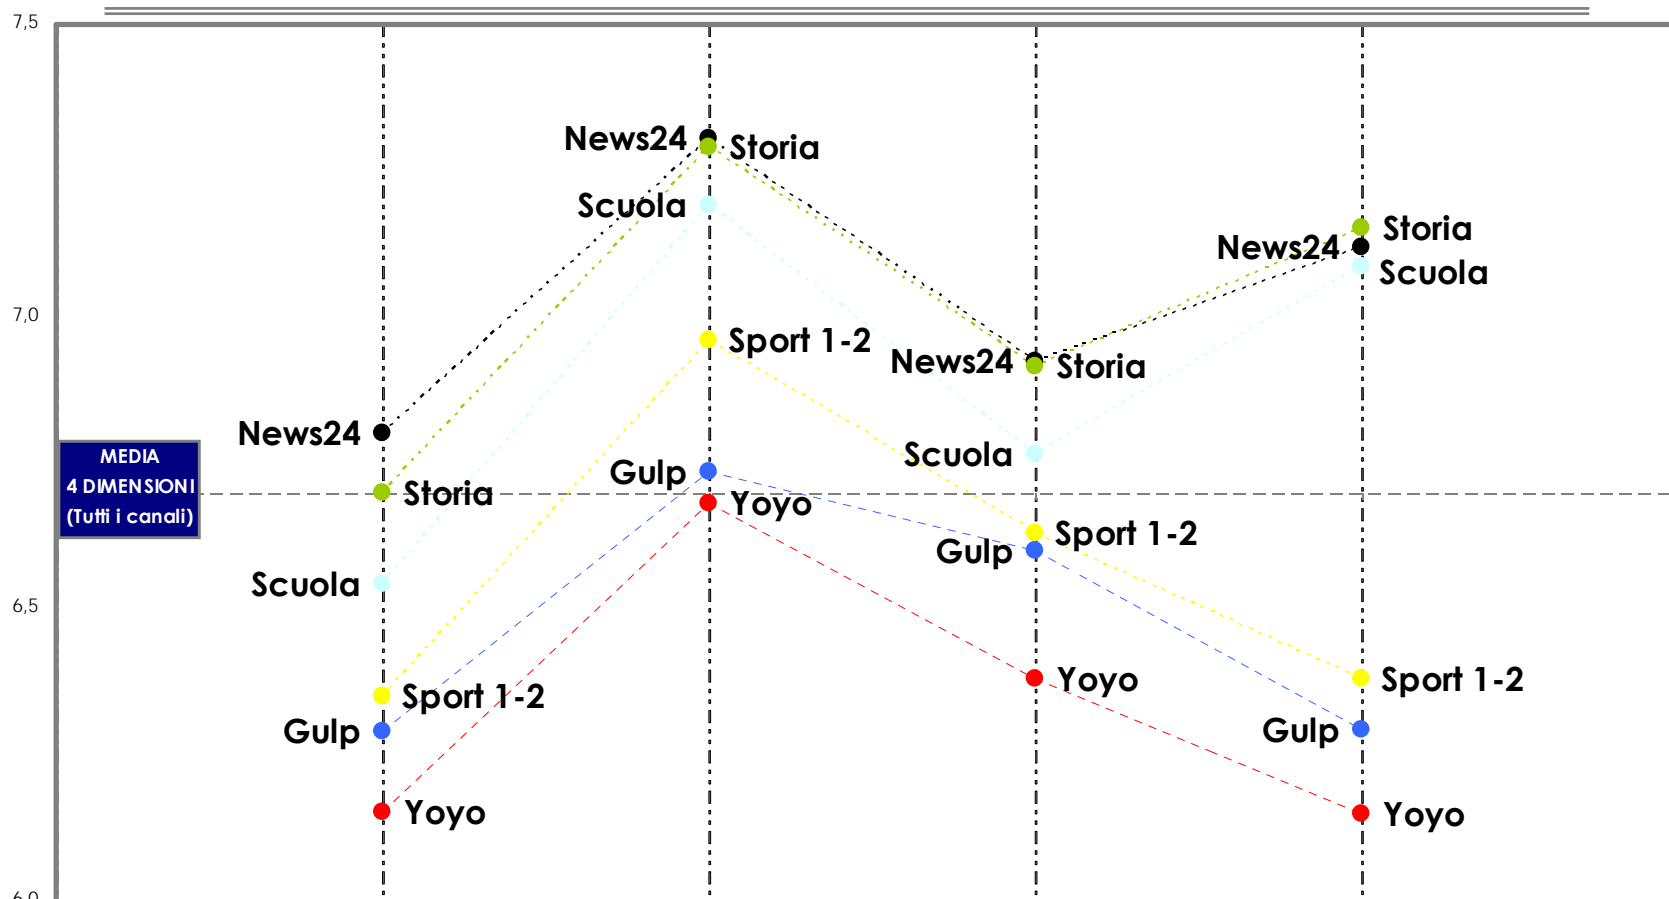 7,5
News24
Storia
Scuola
Storia
News24
Scuola
7,0
Sport 1-2
News24
Storia
News24
MEDIA
4 DIMENSIONI
(Tutti i canali)
Scuola
Gulp
Storia
Yoyo
Sport 1-2
Gulp
Scuola
6,5
Yoyo
Sport 1-2
Sport 1-2
Gulp
Gulp
Yoyo
Yoyo
6,0